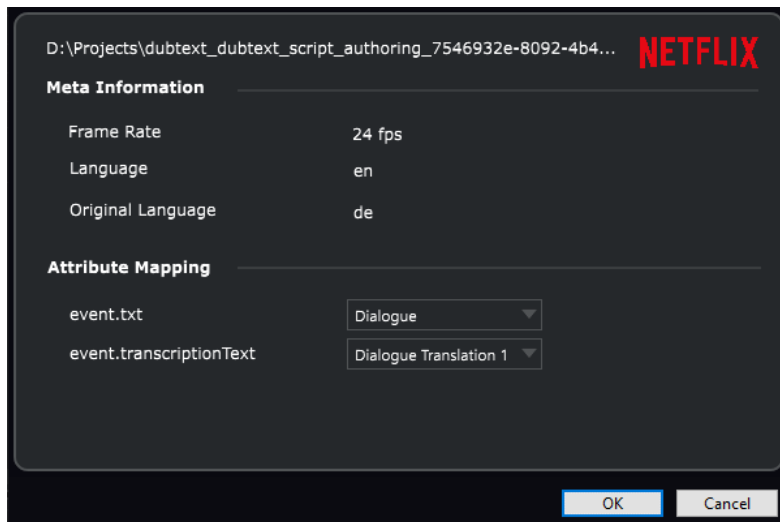 D:\Projects\dubtext_dubtext_script_authoring_7546932e-8092-4b4...
NETFLIX
Meta Information
Frame Rate 24 fps
Language en
Original Language de
Attribute Mapping
event.txt Dialogue
event.transcriptionText Dialogue Translation 1
OK Cancel